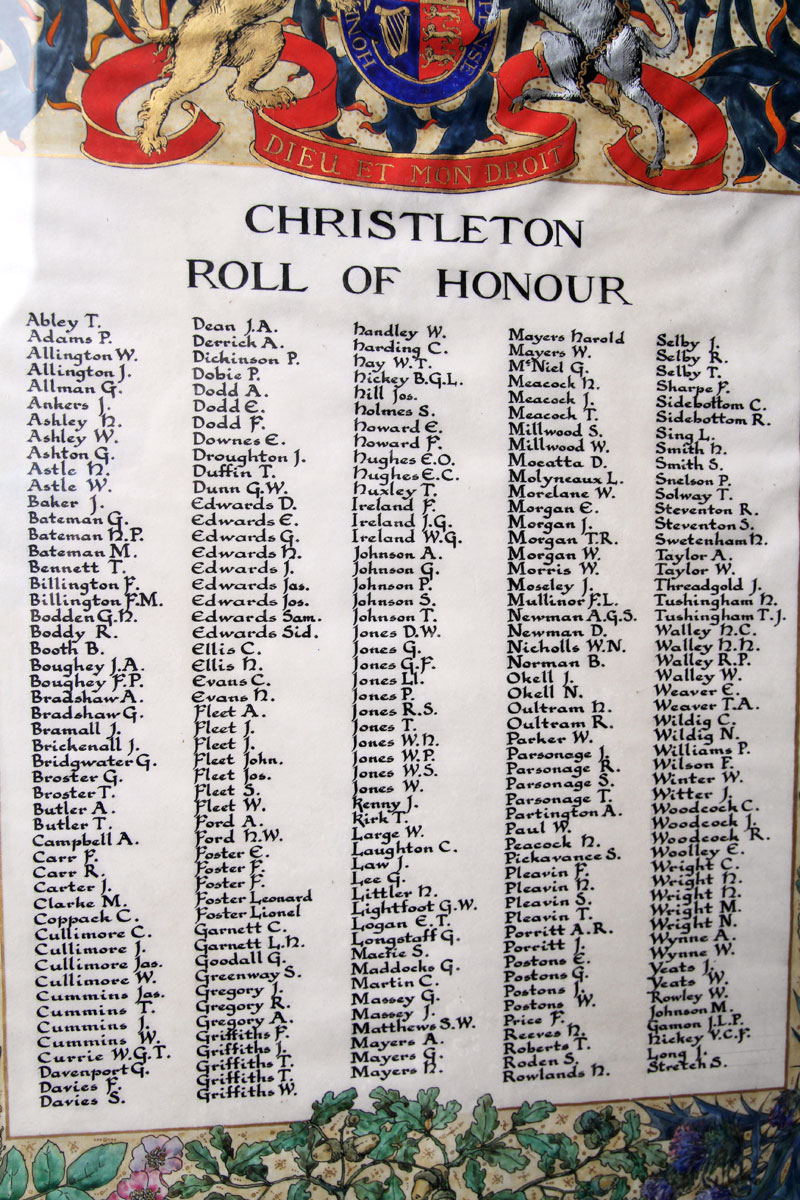 HONI
Y PENSE
DIEU ET MON DROIT
CHRISTLETON
ROLL OF HONOUR
Abley T.
Adams P.
Allington W.
Allington J.
Allman G.
Ankers J.
Ashley H.
Ashley W.
Ashton G.
Astle H.
Astle W.
Baker J.
Bateman G.
Bateman H.P.
Bateman M.
Bennett T.
Billington F.
Billington F.M.
Bodden G.H.
Boddy R.
Booth B.
Boughey J.A.
Boughey F.P.
Bradshaw A.
Bradshaw G.
Bramall J.
Brickenall J.
Bridgwater G.
Broster G.
Broster T.
Butler A.
Butler T.
Campbell A.
Carr F.
Carr R.
Carter J.
Clarke M.
Coppack C.
Cullimore C.
Cullimore J.
Cullimore Jas.
Cullimore W.
Cummins Jas.
Cummins T.
Cummins J.
Cummins W.
Currie W.G.T.
Davenport G.
Davies F.
Davies S.
Dean J.A.
Derrick A.
Dickinson P.
Dobie P.
Dodd A.
Dodd E.
Dodd F.
Downes E.
Droughton J.
Duffin T.
Dunn G.W.
Edwards D.
Edwards E.
Edwards G.
Edwards H.
Edwards J.
Edwards Jas.
Edwards Jos.
Edwards Sam.
Edwards Sid.
Ellis C.
Ellis H.
Evans C.
Evans H.
Fleet A.
Fleet J.
Fleet J.
Fleet John.
Fleet Jos.
Fleet S.
Fleet W.
Ford A.
Ford H.W.
Foster E.
Foster F.
Foster F.
Foster Leonard
Foster Lionel
Garnett C.
Garnett L.H.
Goodall G.
Greenway S.
Gregory J.
Gregory R.
Gregory A.
Griffiths F.
Griffiths J.
Griffiths T.
Griffiths T.
Griffiths W.
Handley W.
Harding C.
Hay W.T.
Hickey B.G.L.
Hill Jos.
Holmes S.
Howard E.
Howard F.
Hughes E.O.
Hughes E.C.
Huxley T.
Ireland F.
Ireland J.G.
Ireland W.G.
Johnson A.
Johnson G.
Johnson P.
Johnson S.
Johnson T.
Jones D.W.
Jones G.
Jones G.F.
Jones Ll.
Jones P.
Jones R.S.
Jones T.
Jones W.H.
Jones W.P.
Jones W.S.
Jones W.
Kenny J.
Kirk T.
Large W.
Laughton C.
Law J.
Lee G.
Littler H.
Lightfoot G.W.
Logan E.T.
Longstaff G.
Mackie S.
Maddocks G.
Martin C.
Massey G.
Massey J.
Matthews S.W.
Mayers A.
Mayers G.
Mayers H.
Mayers Harold
Mayers W.
McNiel G.
Meacock H.
Meacock J.
Meacock T.
Millwood S.
Millwood W.
Mocatta D.
Molyneaux L.
Morelane W.
Morgan E.
Morgan J.
Morgan T.R.
Morgan W.
Morris W.
Moseley J.
Mullinor F.L.
Newman A.G.S.
Newman D.
Nicholls W.N.
Norman B.
Okell J.
Okell N.
Oultram H.
Oultram R.
Parker W.
Parsonage J.
Parsonage R.
Parsonage S.
Parsonage T.
Partington A.
Paul W.
Peacock H.
Pickavance S.
Pleavin F.
Pleavin H.
Pleavin S.
Pleavin T.
Porritt A.R.
Porritt J.
Postons E.
Postons G.
Postons J.
Postons W.
Price F.
Reeves H.
Roberts T.
Roden S.
Rowlands H.
Selby J.
Selby R.
Selby T.
Sharpe F.
Sidebottom C.
Sidebottom R.
Sing L.
Smith H.
Smith S.
Snelson P.
Solway T.
Steventon R.
Steventon S.
Swetenham H.
Taylor A.
Taylor W.
Threadgold J.
Tushingham H.
Tushingham T.J.
Walley H.C.
Walley H.H.
Walley R.P.
Walley W.
Weaver E.
Weaver T.A.
Wildig C.
Wildig N.
Williams P.
Wilson F.
Winter W.
Witter J.
Woodcock C.
Woodcock J.
Woodcock R.
Woolley E.
Wright C.
Wright H.
Wright H.
Wright M.
Wright N.
Wynne A.
Wynne W.
Yeats J.
Yeats W.
Rowley W.
Johnson M.
Gamon J.L.P.
Hickey V.C.F.
Long J.
Stretch S.